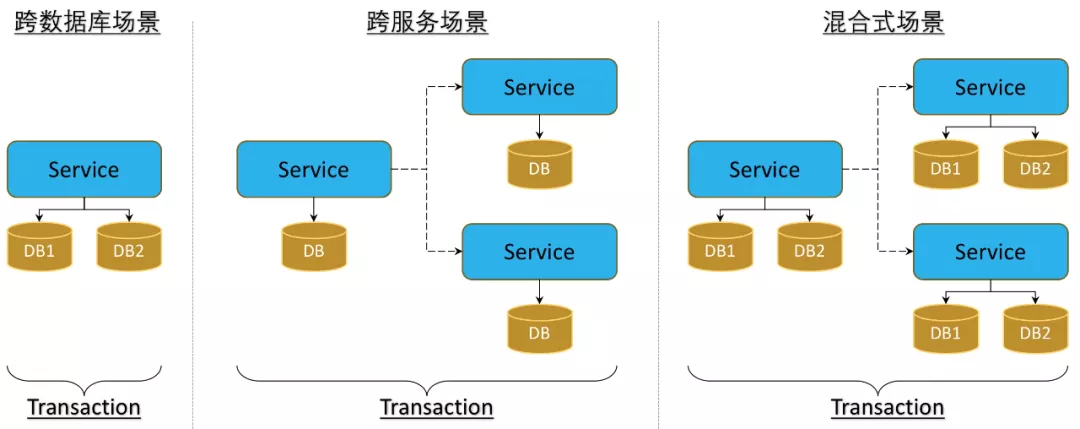 跨数据库场景
Service
DB1
DB2
Transaction
跨服务场景
Service
DB
Service
DB
Service
DB
Transaction
混合式场景
Service
DB1
DB2
Service
DB1
DB2
Service
DB1
DB2
Transaction